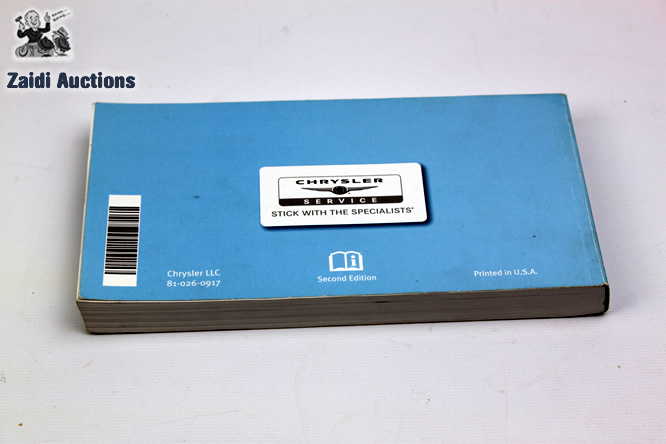 Zaidi Auctions
CHRYSLER
SERVICE
STICK WITH THE SPECIALISTS®
Chrysler LLC
81-026-0917
Second Edition
Printed in U.S.A.